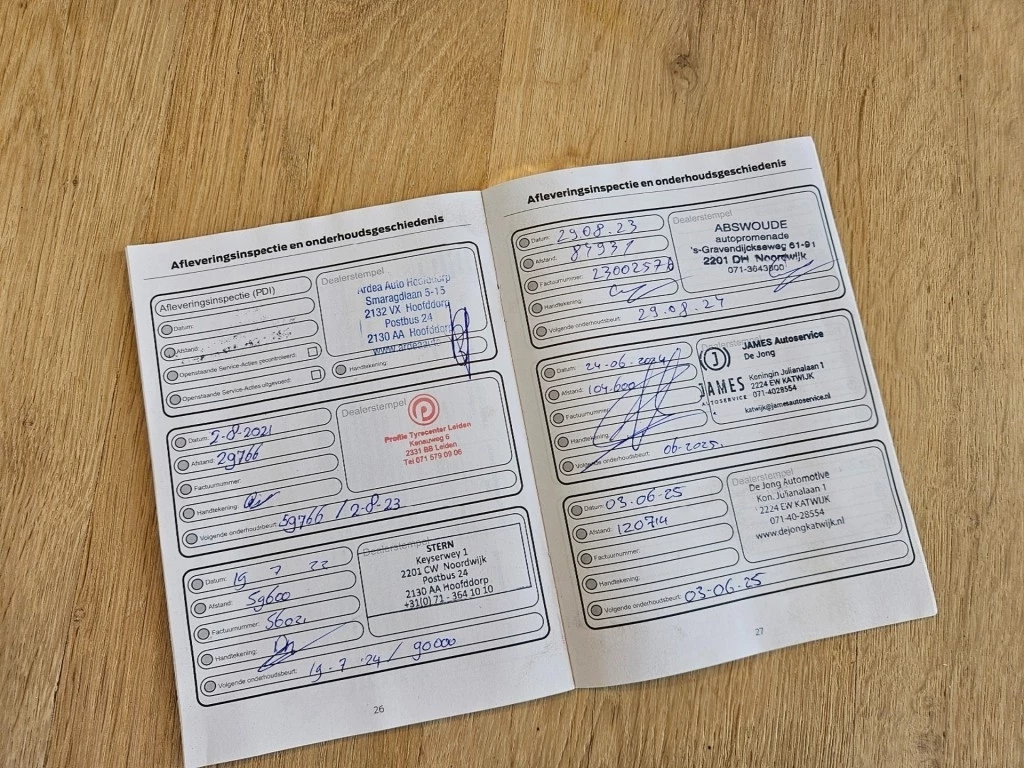 Afleveringsinspectie en onderhoudsgeschiedenis
Afleveringsinspectie (PDI)
Datum:
Afstand:
Openstaande Service-Acties gecontroleerd:
Openstaande Service-Acties uitgevoerd:
Dealerstempel
Ardea Auto Hoofddorp
Smaragdlaan 5-15
2132 VX Hoofddorp
Postbus 24
2130 AA Hoofddorp
Handtekening:
Datum: 2-8-2021
Afstand: 29766
Factuurnummer:
Handtekening:
Volgende onderhoudsbeurt: 59766 / 2-8-23
Dealerstempel
Profile Tyrecenter Leiden
Kenauweg 6
2331 BB Leiden
Tel 071 579 09 06
Datum: 19 7 22
Afstand: 59600
Factuurnummer: 56021
Handtekening:
Volgende onderhoudsbeurt: 19-7-24 / 90000
Dealerstempel
STERN
Keyserweg 1
2201 CW Noordwijk
Postbus 24
2130 AA Hoofddorp
+31(0) 71 - 364 10 10
26
Afleveringsinspectie en onderhoudsgeschiedenis
Datum: 29.08.23
Afstand: 87931
Factuurnummer: 23002576
Handtekening:
Volgende onderhoudsbeurt: 29.08.24
Dealerstempel
ABSWOUDE
autopromenade
's-Gravendijckseweg 61-91
2201 DH Noordwijk
071-3643800
Datum: 24-06-2024
Afstand: 104.600
Factuurnummer:
Handtekening:
Volgende onderhoudsbeurt: 06-2025.
Dealerstempel
J
JAMES
AUTOSERVICE
JAMES Autoservice
De Jong
Koningin Julianalaan 1
2224 EW KATWIJK
071-4028554
katwijk@jamesautoservice.nl
Datum: 03-06-25
Afstand: 120714
Factuurnummer:
Handtekening:
Volgende onderhoudsbeurt: 03-06-25
Dealerstempel
De Jong Automotive
Kon. Julianalaan 1
2224 EW KATWIJK
071-40-28554
www.dejongkatwijk.nl
27